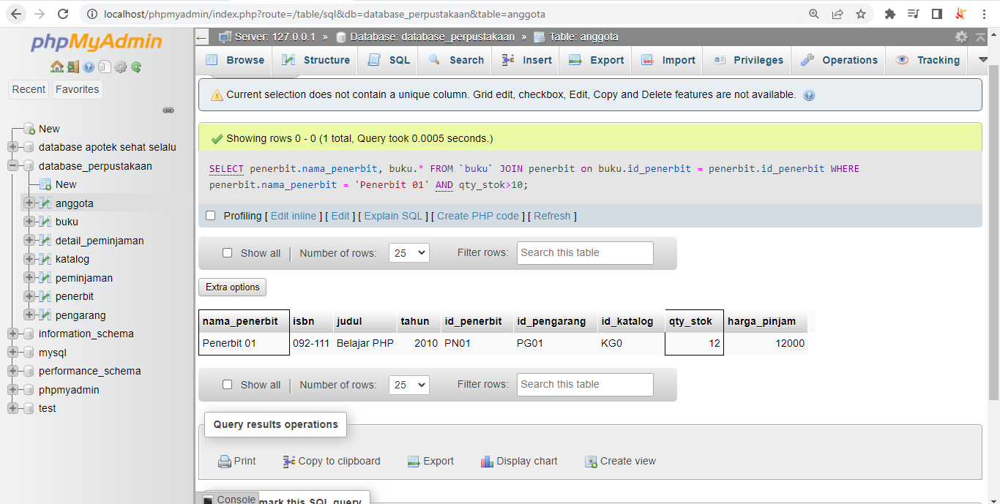 localhost/phpmyadmin/index.php?route=/table/sql&db=database_perpustakaan&table=anggota
phpMyAdmin
Recent Favorites
New
database apotek sehat selalu
database_perpustakaan
New
anggota
buku
detail_peminjaman
katalog
peminjaman
penerbit
pengarang
information_schema
mysql
performance_schema
phpmyadmin
test
Server: 127.0.0.1 » Database: database_perpustakaan » Table: anggota
Browse Structure SQL Search Insert Export Import Privileges Operations Tracking
Current selection does not contain a unique column. Grid edit, checkbox, Edit, Copy and Delete features are not available.
Showing rows 0 - 0 (1 total, Query took 0.0005 seconds.)
SELECT penerbit.nama_penerbit, buku.* FROM `buku` JOIN penerbit on buku.id_penerbit = penerbit.id_penerbit WHERE
penerbit.nama_penerbit = 'Penerbit 01' AND qty_stok>10;
Profiling [ Edit inline ] [ Edit ] [ Explain SQL ] [ Create PHP code ] [ Refresh ]
Show all | Number of rows: 25 Filter rows: Search this table
Extra options
nama_penerbit isbn judul tahun id_penerbit id_pengarang id_katalog qty_stok harga_pinjam
Penerbit 01 092-111 Belajar PHP 2010 PN01 PG01 KG0 12 12000
Show all | Number of rows: 25 Filter rows: Search this table
Query results operations
Print Copy to clipboard Export Display chart Create view
Console mark this SQL query